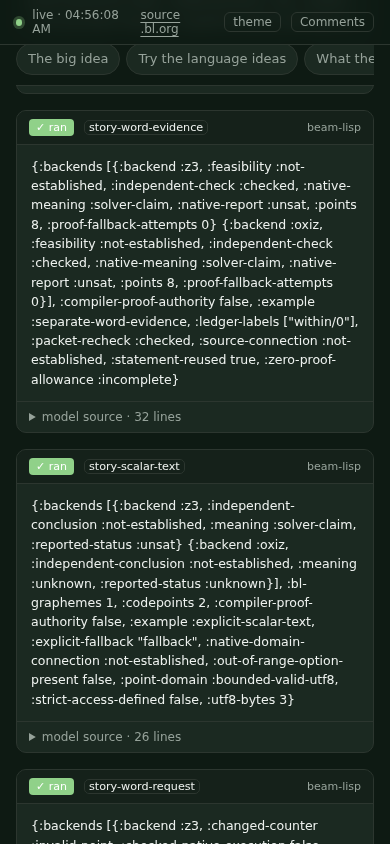 live · 04:56:08 AM
source.bl.org
theme
Comments
The big idea
Try the language ideas
What the
✓ ran
story-word-evidence
beam-lisp
{:backends [{:backend :z3, :feasibility :not-
established, :independent-check :checked, :native-
meaning :solver-claim, :native-report :unsat, :points
8, :proof-fallback-attempts 0} {:backend :oxiz,
:feasibility :not-established, :independent-check
:checked, :native-meaning :solver-claim, :native-
report :unsat, :points 8, :proof-fallback-attempts
0}], :compiler-proof-authority false, :example
:separate-word-evidence, :ledger-labels ["within/0"],
:packet-recheck :checked, :source-connection :not-
established, :statement-reused true, :zero-proof-
allowance :incomplete}
▶ model source · 32 lines
✓ ran
story-scalar-text
beam-lisp
{:backends [{:backend :z3, :independent-
conclusion :not-established, :meaning :solver-claim,
:reported-status :unsat} {:backend :oxiz,
:independent-conclusion :not-established, :meaning
:unknown, :reported-status :unknown}], :bl-
graphemes 1, :codepoints 2, :compiler-proof-
authority false, :example :explicit-scalar-text,
:explicit-fallback "fallback", :native-domain-
connection :not-established, :out-of-range-option-
present false, :point-domain :bounded-valid-utf8,
:strict-access-defined false, :utf8-bytes 3}
▶ model source · 26 lines
✓ ran
story-word-request
beam-lisp
{:backends [{:backend :z3, :changed-counter
:invalid-point, :checked-native-execution false,